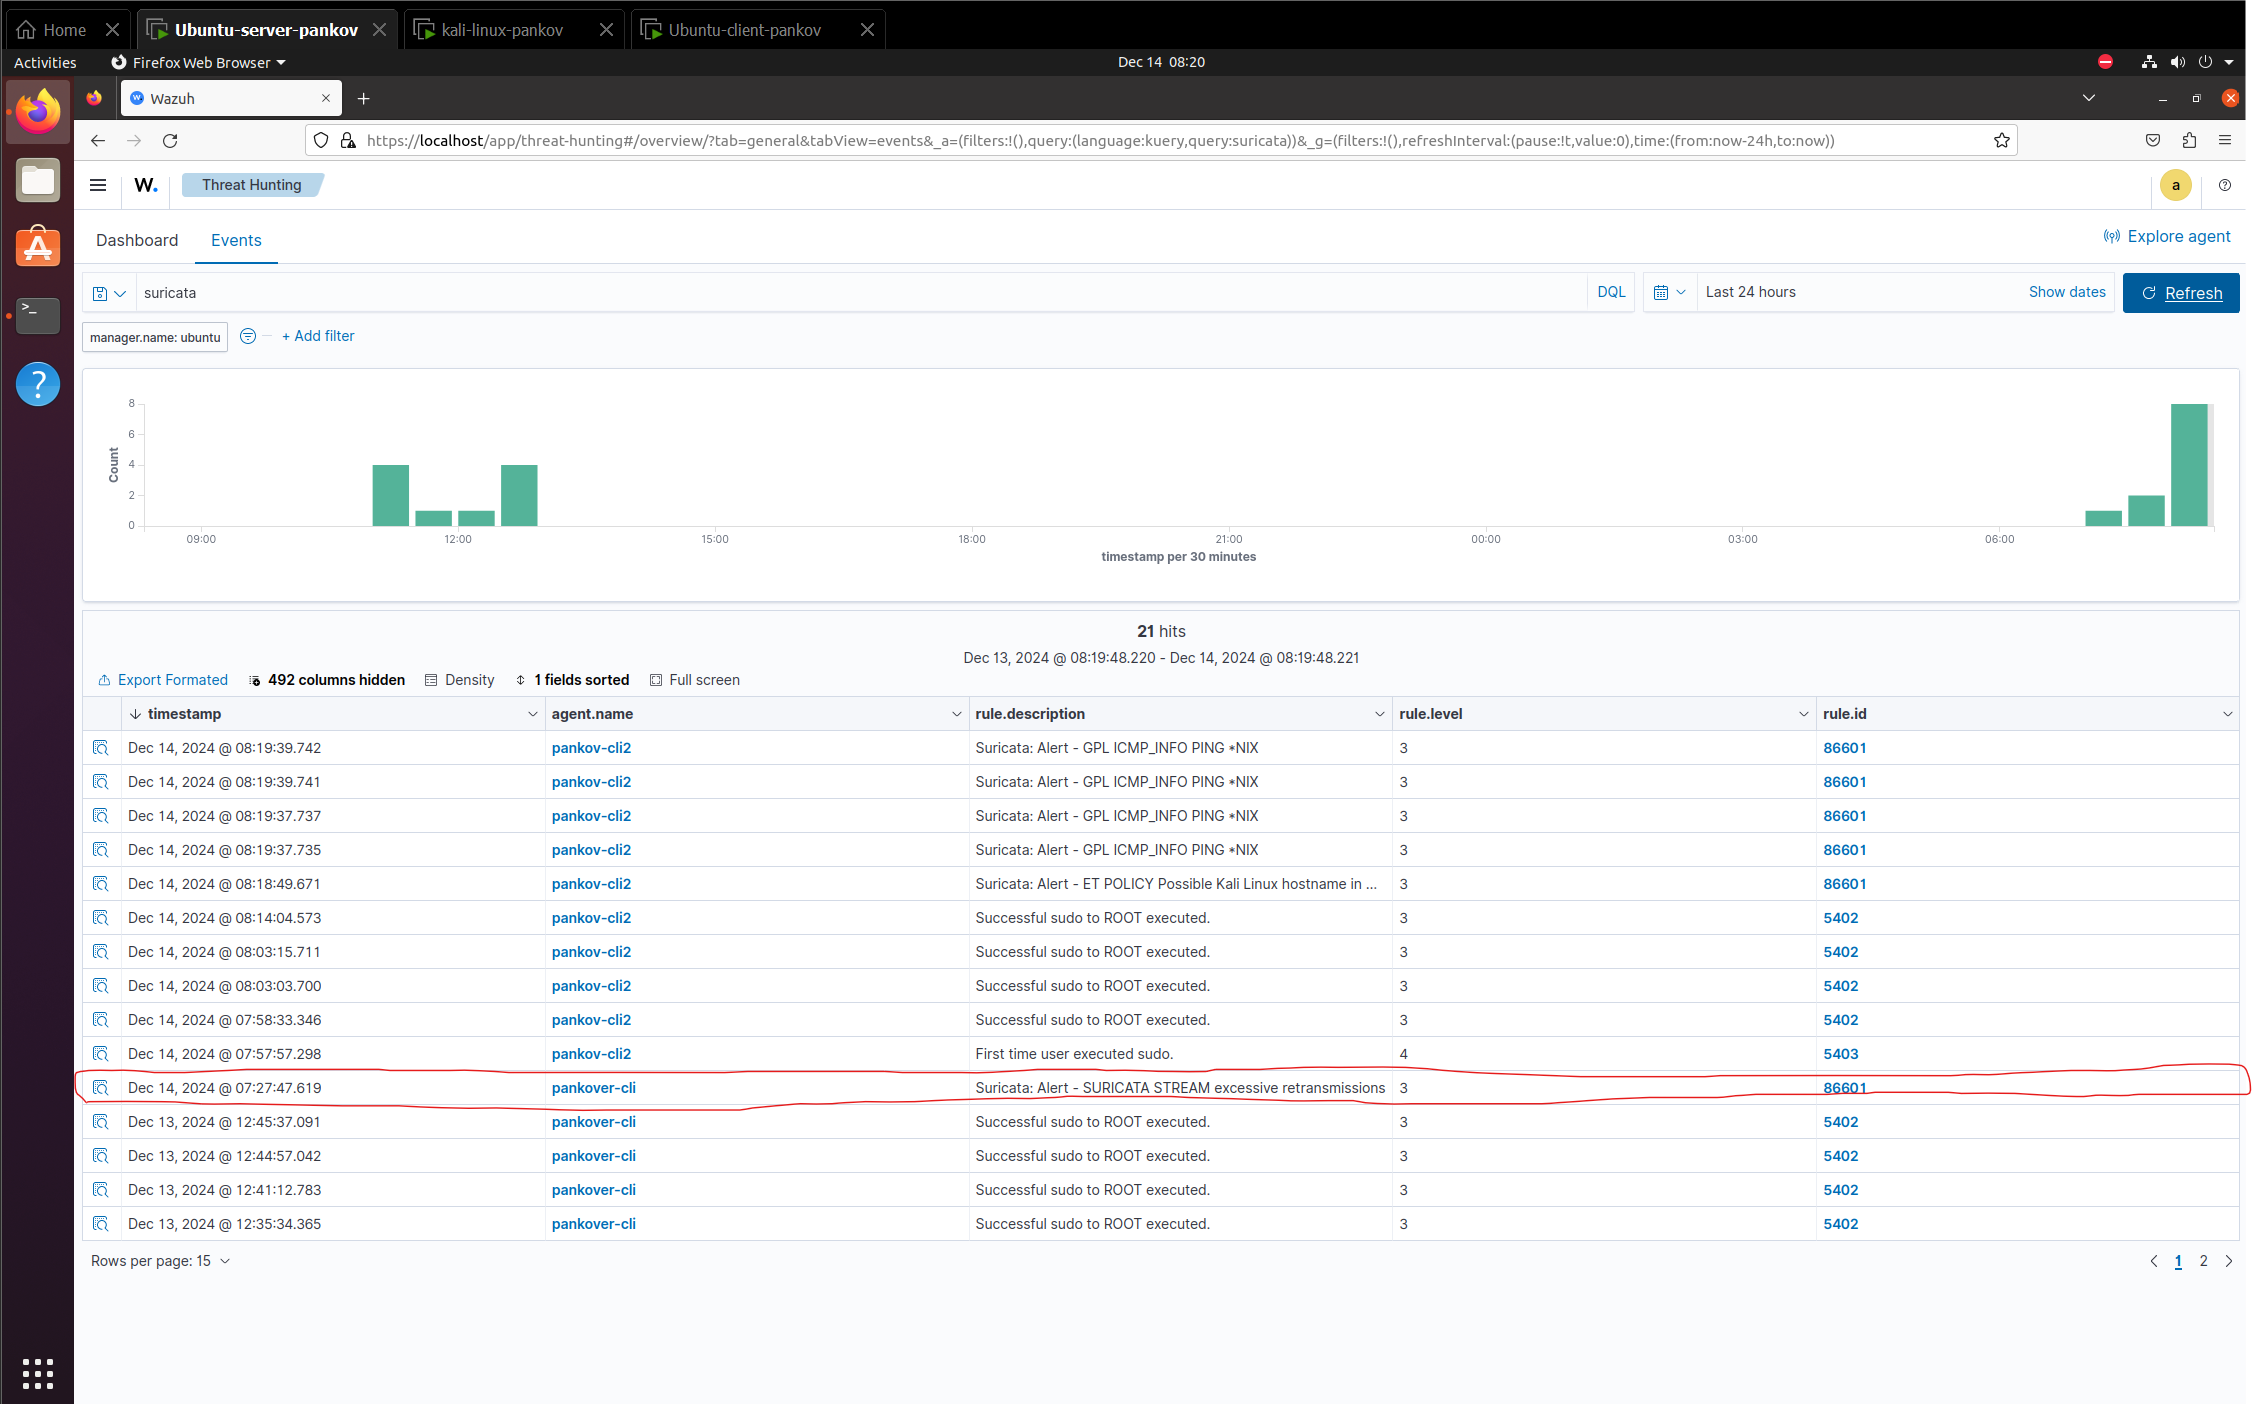 Home
Ubuntu-server-pankov
kali-linux-pankov
Ubuntu-client-pankov
Activities
Firefox Web Browser
Dec 14 08:20
Wazuh
https://localhost/app/threat-hunting#/overview/?tab=general&tabView=events&_a=(filters:!(),query:(language:kuery,query:suricata))&_g=(filters:!(),refreshInterval:(pause:!t,value:0),time:(from:now-24h,to:now))
W.
Threat Hunting
a
Dashboard
Events
Explore agent
suricata
DQL
Last 24 hours
Show dates
Refresh
manager.name: ubuntu
+ Add filter
8
6
4
2
0
Count
09:00
12:00
15:00
18:00
21:00
00:00
03:00
06:00
timestamp per 30 minutes
21 hits
Dec 13, 2024 @ 08:19:48.220 - Dec 14, 2024 @ 08:19:48.221
Export Formated
492 columns hidden
Density
1 fields sorted
Full screen
timestamp agent.name rule.description rule.level rule.id
Dec 14, 2024 @ 08:19:39.742 pankov-cli2 Suricata: Alert - GPL ICMP_INFO PING *NIX 3 86601
Dec 14, 2024 @ 08:19:39.741 pankov-cli2 Suricata: Alert - GPL ICMP_INFO PING *NIX 3 86601
Dec 14, 2024 @ 08:19:37.737 pankov-cli2 Suricata: Alert - GPL ICMP_INFO PING *NIX 3 86601
Dec 14, 2024 @ 08:19:37.735 pankov-cli2 Suricata: Alert - GPL ICMP_INFO PING *NIX 3 86601
Dec 14, 2024 @ 08:18:49.671 pankov-cli2 Suricata: Alert - ET POLICY Possible Kali Linux hostname in ... 3 86601
Dec 14, 2024 @ 08:14:04.573 pankov-cli2 Successful sudo to ROOT executed. 3 5402
Dec 14, 2024 @ 08:03:15.711 pankov-cli2 Successful sudo to ROOT executed. 3 5402
Dec 14, 2024 @ 08:03:03.700 pankov-cli2 Successful sudo to ROOT executed. 3 5402
Dec 14, 2024 @ 07:58:33.346 pankov-cli2 Successful sudo to ROOT executed. 3 5402
Dec 14, 2024 @ 07:57:57.298 pankov-cli2 First time user executed sudo. 4 5403
Dec 14, 2024 @ 07:27:47.619 pankover-cli Suricata: Alert - SURICATA STREAM excessive retransmissions 3 86601
Dec 13, 2024 @ 12:45:37.091 pankover-cli Successful sudo to ROOT executed. 3 5402
Dec 13, 2024 @ 12:44:57.042 pankover-cli Successful sudo to ROOT executed. 3 5402
Dec 13, 2024 @ 12:41:12.783 pankover-cli Successful sudo to ROOT executed. 3 5402
Dec 13, 2024 @ 12:35:34.365 pankover-cli Successful sudo to ROOT executed. 3 5402
Rows per page: 15
1 2